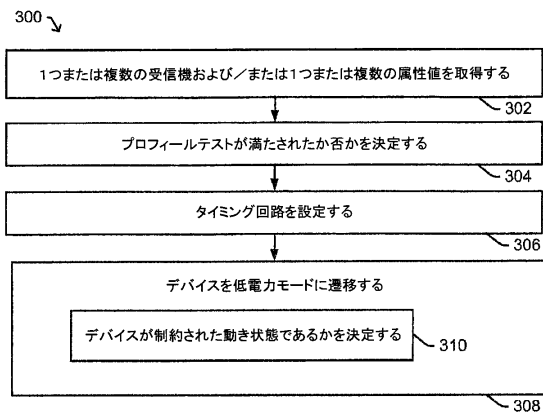 300
1つまたは複数の受信機および/または1つまたは複数の属性値を取得する
302
プロフィールテストが満たされたか否かを決定する
304
タイミング回路を設定する
306
デバイスを低電力モードに遷移する
デバイスが制約された動き状態であるかを決定する
310
308